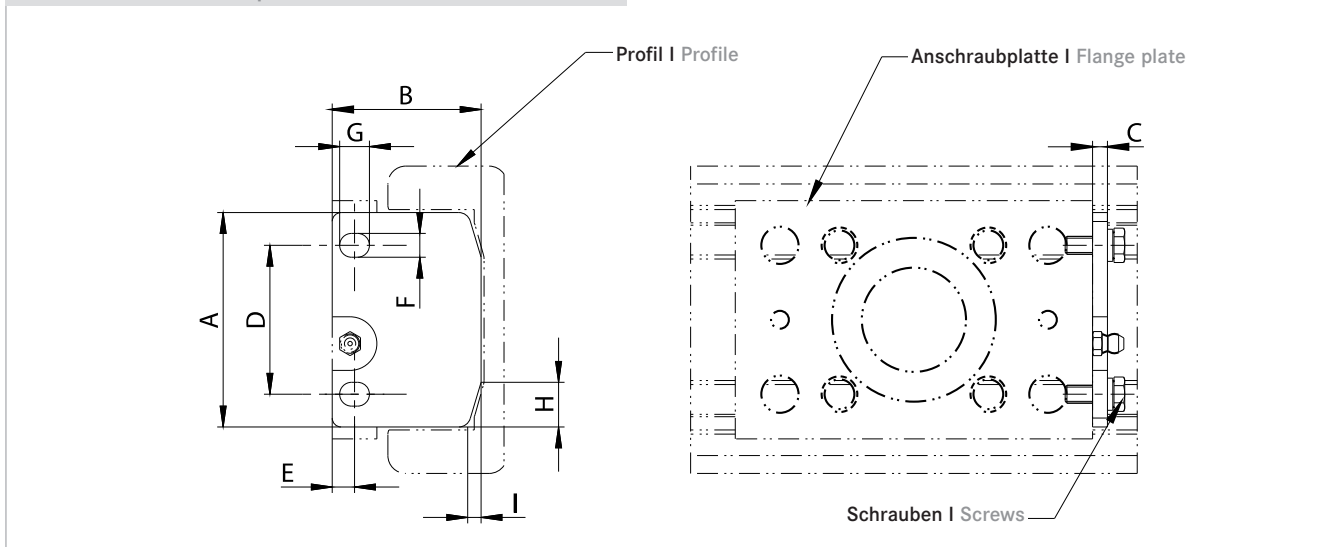 Profil I Profile
Anschraubplatte I Flange plate
B
G
C
A
D
F
H
E
I
Schrauben I Screws